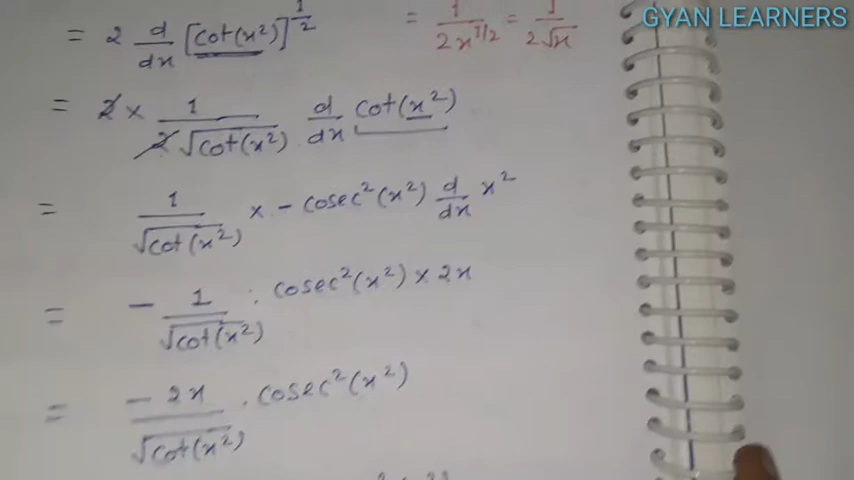 GYAN LEARNERS
= 2 d/dx [cot(x²)]^1/2 = 1/2x^1/2 = 1/2√x
= 2 × 1/2√cot(x²) d/dx cot(x²)
= 1/√cot(x²) × - cosec²(x²) d/dx x²
= - 1/√cot(x²) . cosec²(x²) × 2x
= - 2x/√cot(x²) . cosec²(x²)